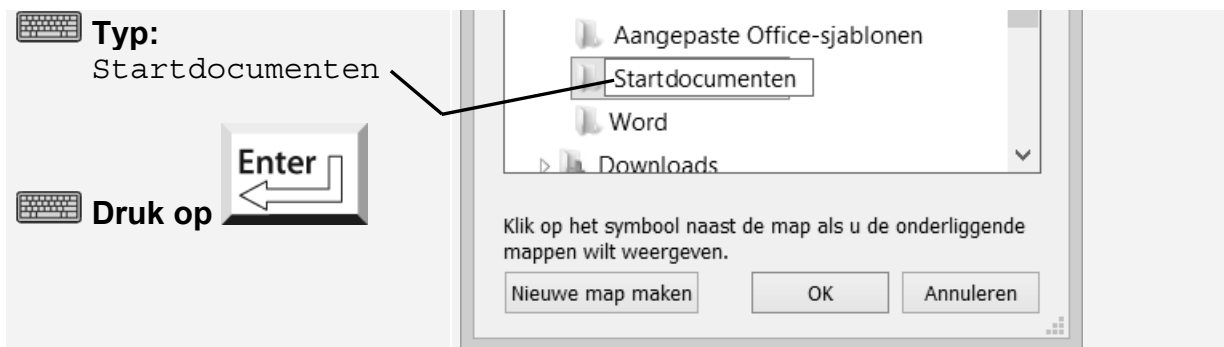 Typ:
Startdocumenten
Enter
Druk op
Aangepaste Office-sjablonen
Startdocumenten
Word
Downloads
Klik op het symbool naast de map als u de onderliggende
mappen wilt weergeven.
Nieuwe map maken
OK
Annuleren